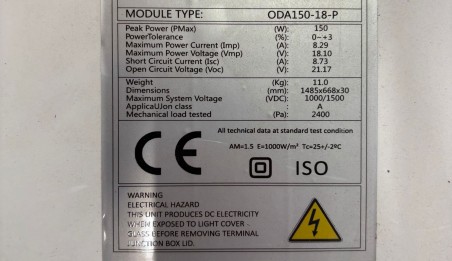 MODULE TYPE: ODA150-18-P
Peak Power (PMax) (W): 150
PowerTolerance (%): 0~+3
Maximum Power Current (Imp) (A): 8.29
Maximum Power Voltage (Vmp) (V): 18.10
Short Circuit Current (Isc) (A): 8.73
Open Circuit Voltage (Voc) (V): 21.17
Weight (Kg): 11.0
Dimensions (mm): 1485x668x30
Maximum System Voltage (VDC): 1000/1500
ApplicaUJon class : A
Mechanical load tested (Pa): 2400
All technical data at standard test condition
AM=1.5 E=1000W/m² Tc=25+/-2ºC
CE ISO
WARNING
ELECTRICAL HAZARD
THIS UNIT PRODUCES DC ELECTRICITY
WHEN EXPOSED TO LIGHT COVER
GLASS BEFORE REMOVING TERMINAL
JUNCTION BOX LID.